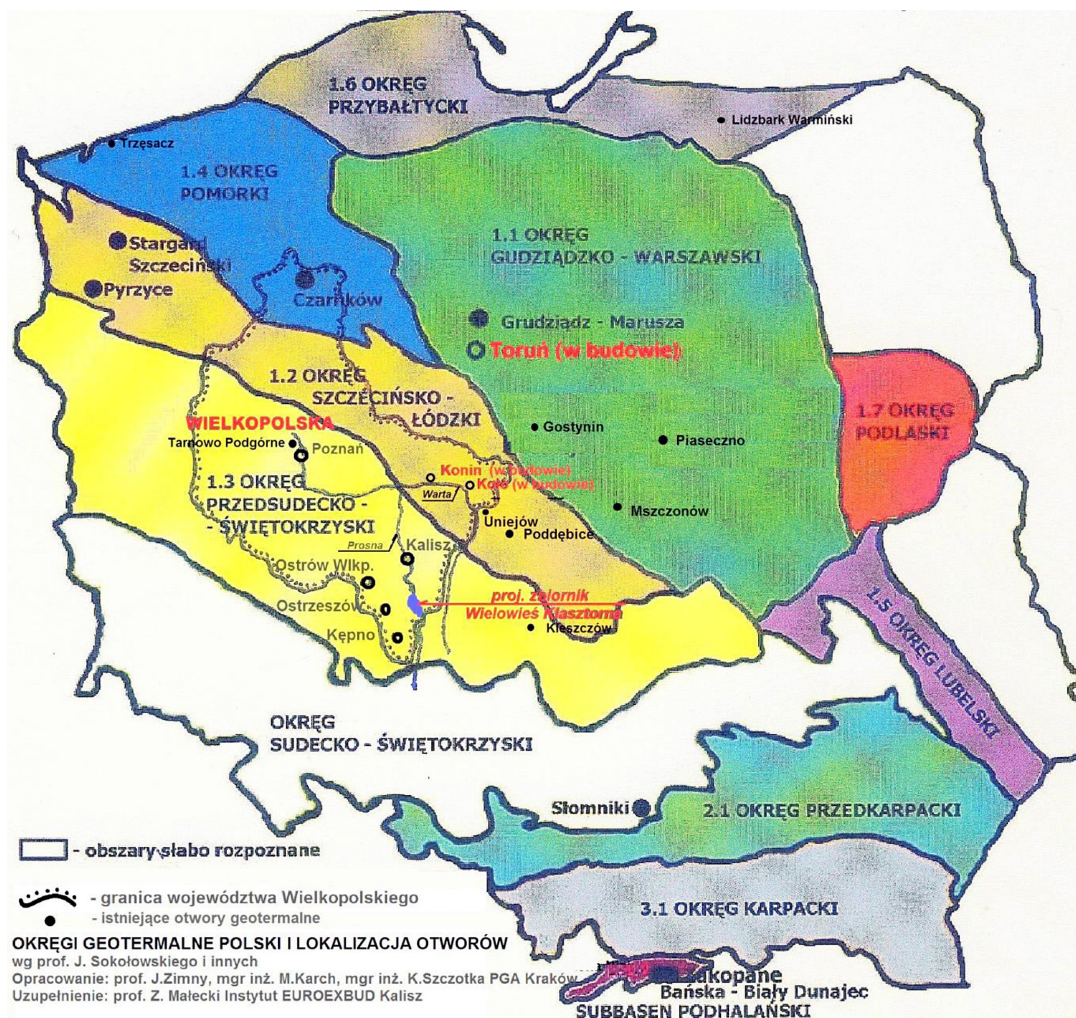 1.6 OKRĘG
PRZYBAŁTYCKI
Lidzbark Warmiński
Trzęsacz
1.4 OKRĘG
POMORKI
1.1 OKRĘG
GUDZIĄDZKO - WARSZAWSKI
Stargard
Szczeciński
Pyrzyce
Czarnków
Grudziądz - Marusza
Toruń (w budowie)
1.2 OKRĘG
SZCZECIŃSKO -
ŁÓDZKI
1.7 OKRĘG
PODLASKI
WIELKOPOLSKA
Tarnowo Podgórne
Poznań
Gostynin
Piaseczno
Konin (w budowie)
Koło (w budowie)
Warta
1.3 OKRĘG
PRZEDSUDECKO -
- ŚWIĘTOKRZYSKI
Uniejów
Poddębice
Mszczonów
Prosna
Kalisz
Ostrów Wlkp.
Ostrzeszów
Kępno
proj. zbiornik
Wielowieś Klasztorna
Kleszczów
1.5 OKRĘG LUBELSKI
OKRĘG
SUDECKO - ŚWIĘTOKRZYSKI
Słomniki
2.1 OKRĘG PRZEDKARPACKI
- obszary słabo rozpoznane
- granica województwa Wielkopolskiego
- istniejące otwory geotermalne
3.1 OKRĘG KARPACKI
OKRĘGI GEOTERMALNE POLSKI I LOKALIZACJA OTWORÓW
wg prof. J. Sokołowskiego i innych
Opracowanie: prof. J.Zimny, mgr inż. M.Karch, mgr inż. K.Szczotka PGA Kraków
Uzupełnienie: prof. Z. Małecki Instytut EUROEXBUD Kalisz
Zakopane
Bańska - Biały Dunajec
SUBBASEN PODHALAŃSKI